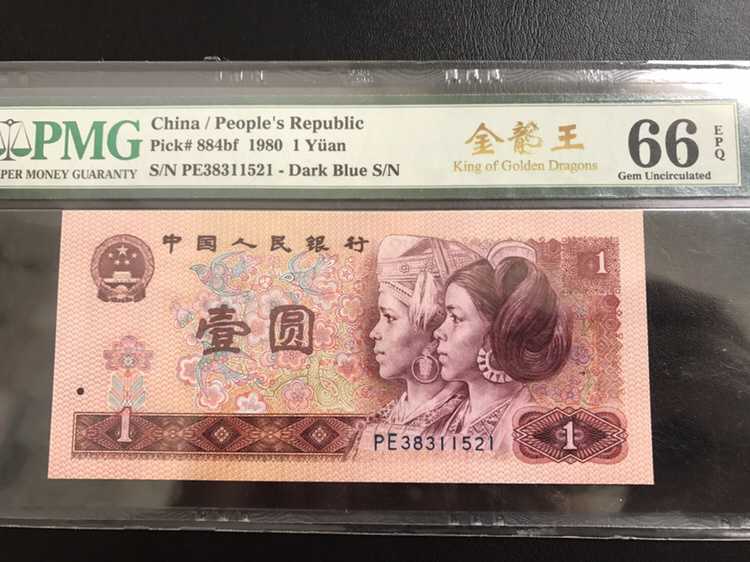 PMG
PAPER MONEY GUARANTY
China / People's Republic
Pick# 884bf 1980 1 Yüan
S/N PE38311521 - Dark Blue S/N
金龍王
King of Golden Dragons
66
EPQ
Gem Uncirculated
中国人民银行
1
壹圆
1
PE38311521
1